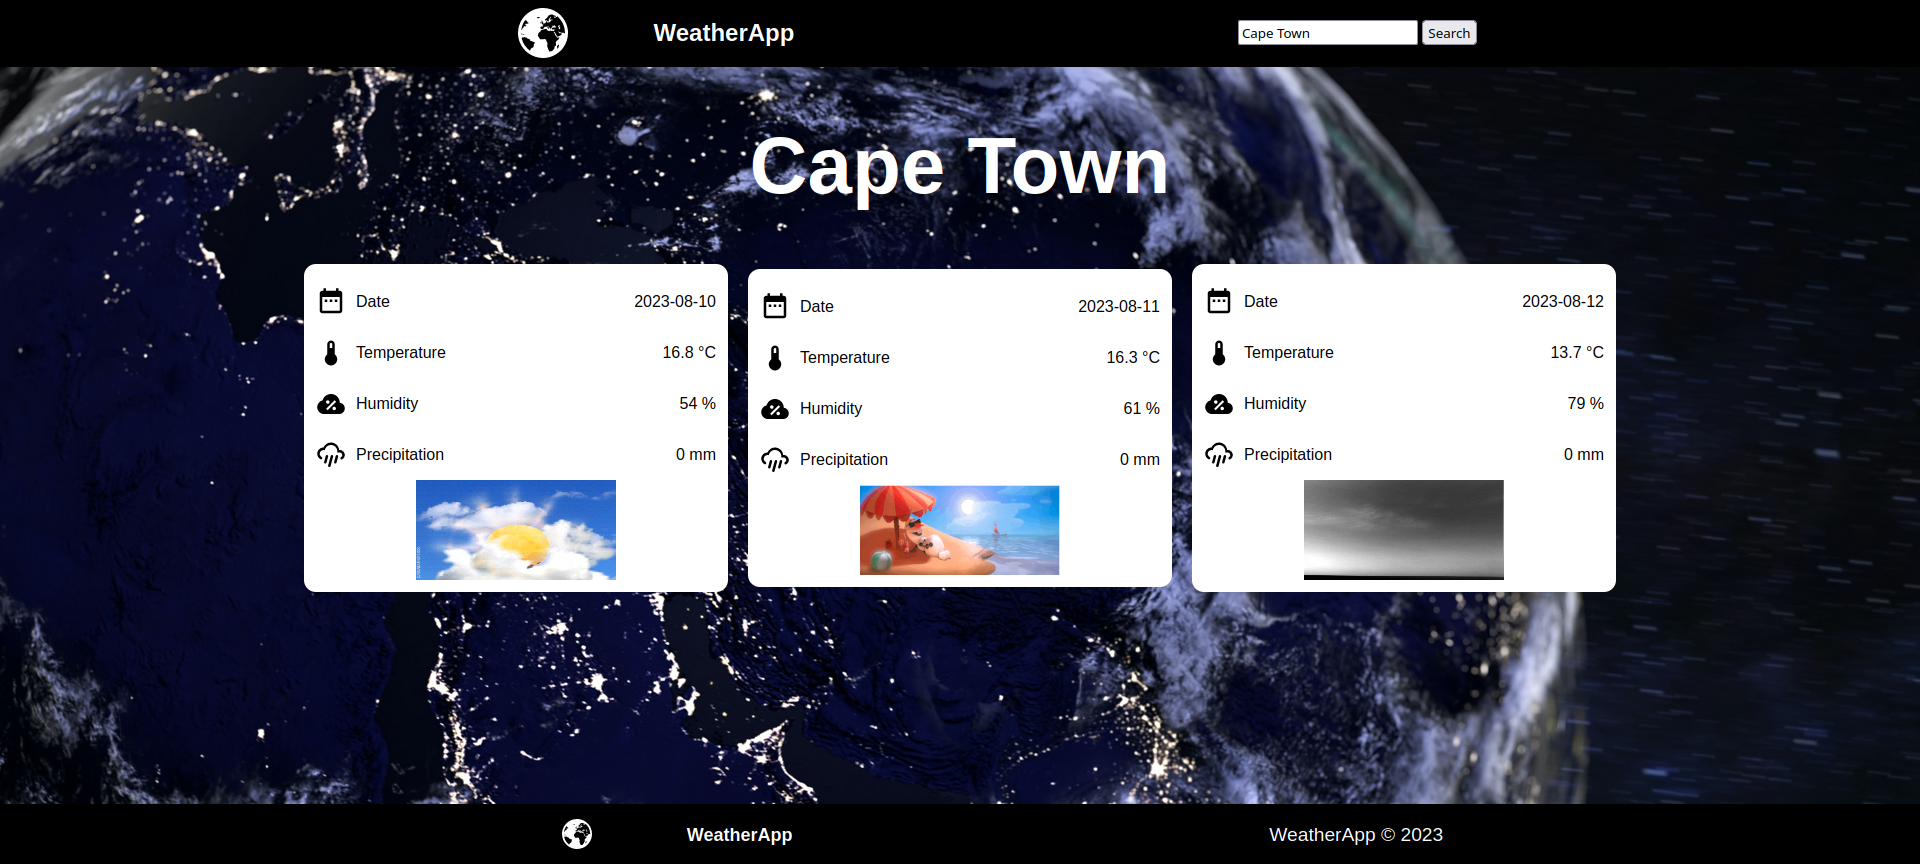 WeatherApp
Cape Town
Search
Cape Town
Date
2023-08-10
Temperature
16.8 °C
Humidity
54 %
Precipitation
0 mm
Date
2023-08-11
Temperature
16.3 °C
Humidity
61 %
Precipitation
0 mm
Date
2023-08-12
Temperature
13.7 °C
Humidity
79 %
Precipitation
0 mm
WeatherApp
WeatherApp © 2023